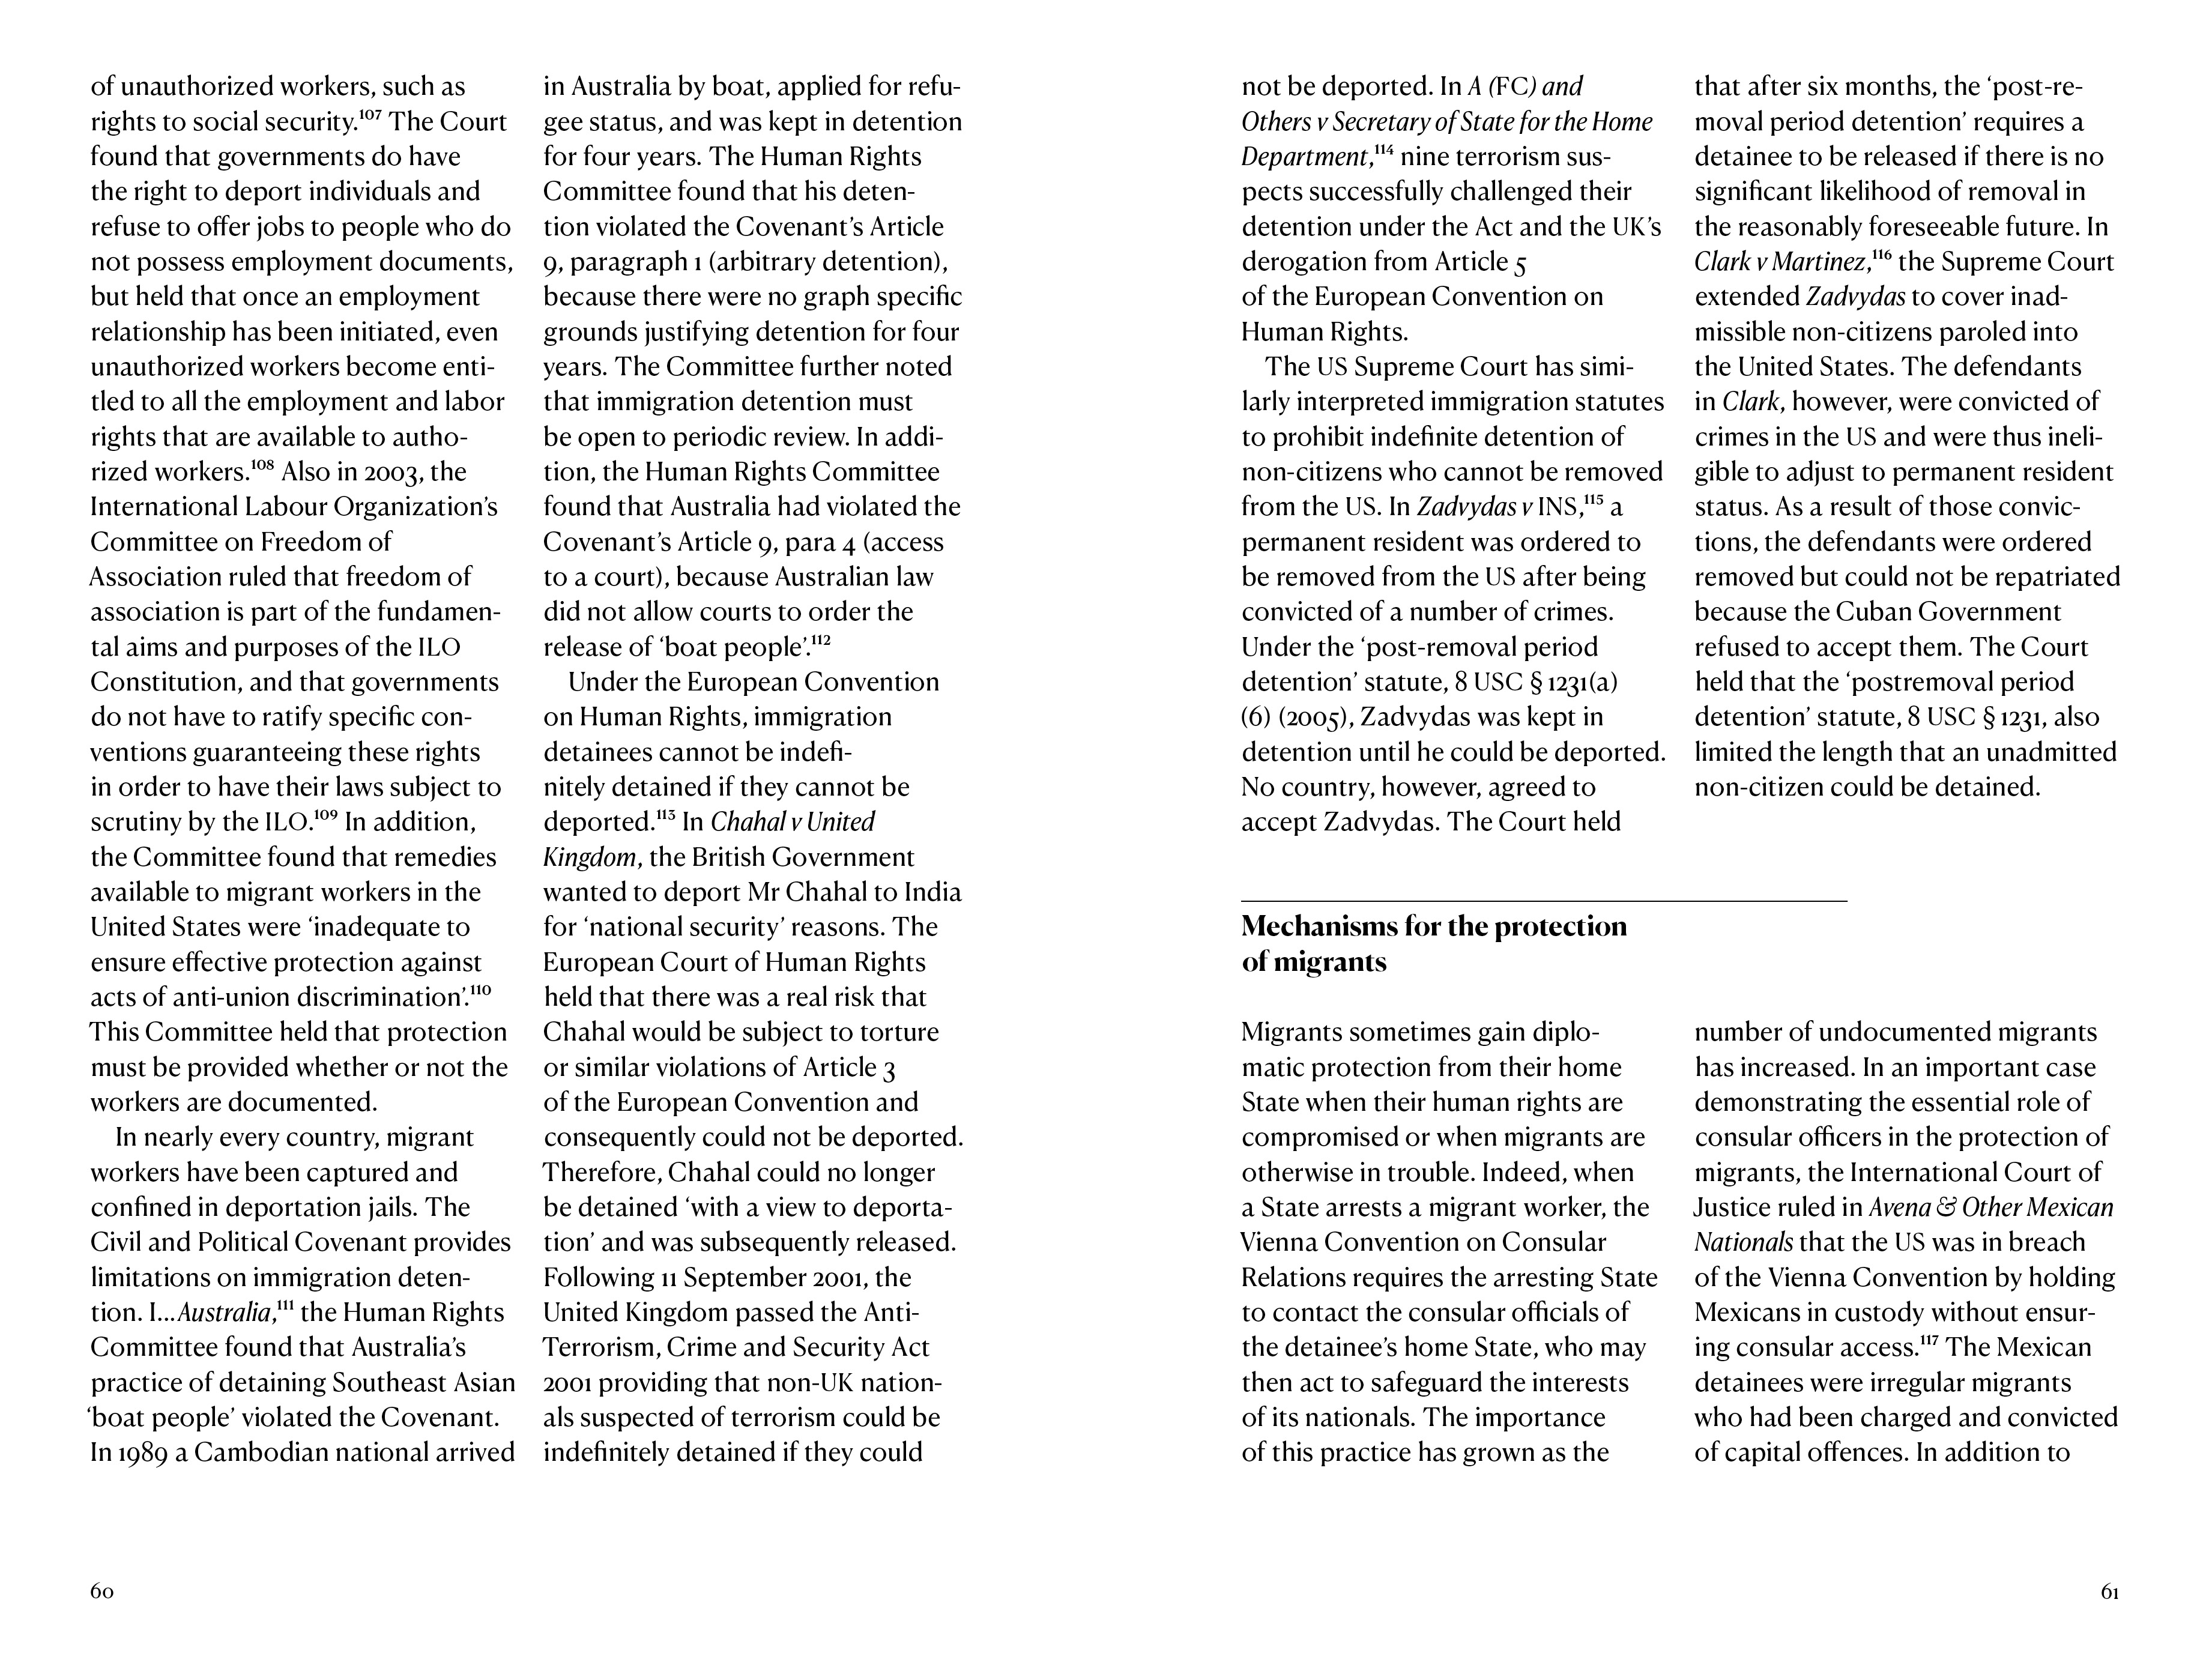 of unauthorized workers, such as
rights to social security.107 The Court
found that governments do have
the right to deport individuals and
refuse to offer jobs to people who do
not possess employment documents,
but held that once an employment
relationship has been initiated, even
unauthorized workers become enti-
tled to all the employment and labor
rights that are available to autho-
rized workers.108 Also in 2003, the
International Labour Organization’s
Committee on Freedom of
Association ruled that freedom of
association is part of the fundamen-
tal aims and purposes of the ILO
Constitution, and that governments
do not have to ratify specific con-
ventions guaranteeing these rights
in order to have their laws subject to
scrutiny by the ILO.109 In addition,
the Committee found that remedies
available to migrant workers in the
United States were ‘inadequate to
ensure effective protection against
acts of anti-union discrimination’.110
This Committee held that protection
must be provided whether or not the
workers are documented.
In nearly every country, migrant
workers have been captured and
confined in deportation jails. The
Civil and Political Covenant provides
limitations on immigration deten-
tion. I...Australia,111 the Human Rights
Committee found that Australia’s
practice of detaining Southeast Asian
‘boat people’ violated the Covenant.
In 1989 a Cambodian national arrived
in Australia by boat, applied for refu-
gee status, and was kept in detention
for four years. The Human Rights
Committee found that his deten-
tion violated the Covenant’s Article
9, paragraph 1 (arbitrary detention),
because there were no graph specific
grounds justifying detention for four
years. The Committee further noted
that immigration detention must
be open to periodic review. In addi-
tion, the Human Rights Committee
found that Australia had violated the
Covenant’s Article 9, para 4 (access
to a court), because Australian law
did not allow courts to order the
release of ‘boat people’.112
Under the European Convention
on Human Rights, immigration
detainees cannot be indefi-
nitely detained if they cannot be
deported.113 In Chahal v United
Kingdom, the British Government
wanted to deport Mr Chahal to India
for ‘national security’ reasons. The
European Court of Human Rights
held that there was a real risk that
Chahal would be subject to torture
or similar violations of Article 3
of the European Convention and
consequently could not be deported.
Therefore, Chahal could no longer
be detained ‘with a view to deporta-
tion’ and was subsequently released.
Following 11 September 2001, the
United Kingdom passed the Anti-
Terrorism, Crime and Security Act
2001 providing that non-UK nation-
als suspected of terrorism could be
indefinitely detained if they could
60
not be deported. In A (FC) and
Others v Secretary of State for the Home
Department,114 nine terrorism sus-
pects successfully challenged their
detention under the Act and the UK’s
derogation from Article 5
of the European Convention on
Human Rights.
The US Supreme Court has simi-
larly interpreted immigration statutes
to prohibit indefinite detention of
non-citizens who cannot be removed
from the US. In Zadvydas v INS,115 a
permanent resident was ordered to
be removed from the US after being
convicted of a number of crimes.
Under the ‘post-removal period
detention’ statute, 8 USC § 1231(a)
(6) (2005), Zadvydas was kept in
detention until he could be deported.
No country, however, agreed to
accept Zadvydas. The Court held
that after six months, the ‘post-re-
moval period detention’ requires a
detainee to be released if there is no
significant likelihood of removal in
the reasonably foreseeable future. In
Clark v Martinez,116 the Supreme Court
extended Zadvydas to cover inad-
missible non-citizens paroled into
the United States. The defendants
in Clark, however, were convicted of
crimes in the US and were thus ineli-
gible to adjust to permanent resident
status. As a result of those convic-
tions, the defendants were ordered
removed but could not be repatriated
because the Cuban Government
refused to accept them. The Court
held that the ‘postremoval period
detention’ statute, 8 USC § 1231, also
limited the length that an unadmitted
non-citizen could be detained.
Mechanisms for the protection
of migrants
Migrants sometimes gain diplo-
matic protection from their home
State when their human rights are
compromised or when migrants are
otherwise in trouble. Indeed, when
a State arrests a migrant worker, the
Vienna Convention on Consular
Relations requires the arresting State
to contact the consular officials of
the detainee’s home State, who may
then act to safeguard the interests
of its nationals. The importance
of this practice has grown as the
number of undocumented migrants
has increased. In an important case
demonstrating the essential role of
consular officers in the protection of
migrants, the International Court of
Justice ruled in Avena & Other Mexican
Nationals that the US was in breach
of the Vienna Convention by holding
Mexicans in custody without ensur-
ing consular access.117 The Mexican
detainees were irregular migrants
who had been charged and convicted
of capital offences. In addition to
61